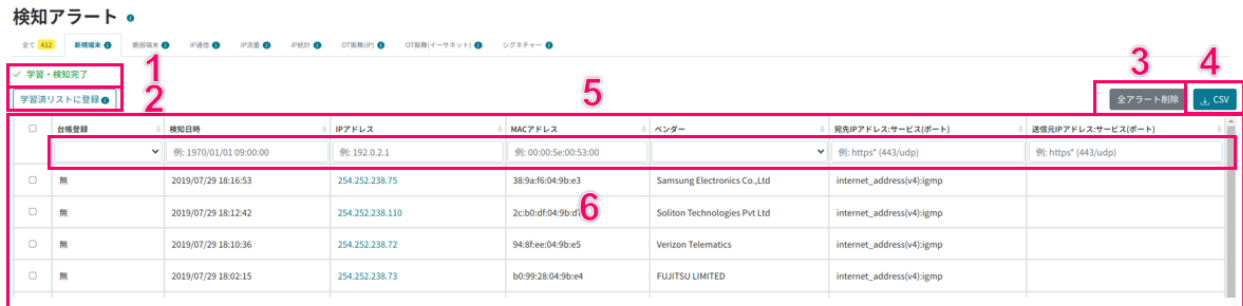 検知アラート
全て 412 新規端末 脆弱端末 IP通信 IP流量 IP統計 OT振舞(IP) OT振舞(イーサネット) シグネチャー
1
学習・検知完了
2
学習済リストに登録
3
全アラート削除
4
CSV
5
台帳登録 検知日時 IPアドレス MACアドレス ベンダー 宛先IPアドレス:サービス(ポート) 送信元IPアドレス:サービス(ポート)
例: 1970/01/01 09:00:00 例: 192.0.2.1 例: 00:00:5e:00:53:00 例: https* (443/udp) 例: https* (443/udp)
6
無 2019/07/29 18:16:53 254.252.238.75 38:9a:f6:04:9b:e3 Samsung Electronics Co.,Ltd internet_address(v4):igmp
無 2019/07/29 18:12:42 254.252.238.110 Soliton Technologies Pvt Ltd internet_address(v4):igmp
無 2019/07/29 18:10:36 254.252.238.72 94:8f:ee:04:9b:e5 Verizon Telematics internet_address(v4):igmp
無 2019/07/29 18:02:15 254.252.238.73 b0:99:28:04:9b:e4 FUJITSU LIMITED internet_address(v4):igmp